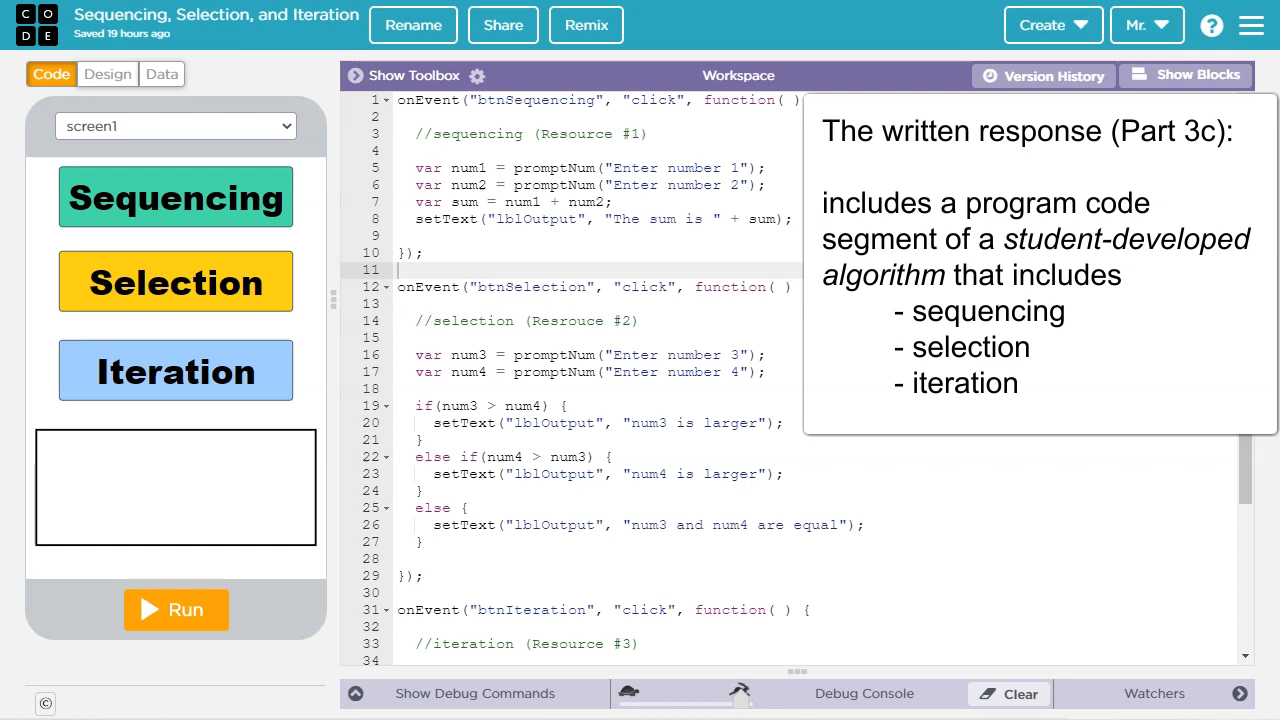 C O
D E
Sequencing, Selection, and Iteration
Saved 19 hours ago
Rename
Share
Remix
Create
Mr.
?
Code
Design
Data
Show Toolbox
Workspace
Version History
Show Blocks
screen1
Sequencing
Selection
Iteration
Run
1 onEvent("btnSequencing", "click", function( )
2
3 //sequencing (Resource #1)
4
5 var num1 = promptNum("Enter number 1");
6 var num2 = promptNum("Enter number 2");
7 var sum = num1 + num2;
8 setText("lblOutput", "The sum is " + sum);
9
10 });
11
12 onEvent("btnSelection", "click", function( )
13
14 //selection (Resrouce #2)
15
16 var num3 = promptNum("Enter number 3");
17 var num4 = promptNum("Enter number 4");
18
19 if(num3 > num4) {
20 setText("lblOutput", "num3 is larger");
21 }
22 else if(num4 > num3) {
23 setText("lblOutput", "num4 is larger");
24 }
25 else {
26 setText("lblOutput", "num3 and num4 are equal");
27 }
28
29 });
30
31 onEvent("btnIteration", "click", function( ) {
32
33 //iteration (Resource #3)
34
The written response (Part 3c):
includes a program code
segment of a student-developed
algorithm that includes
- sequencing
- selection
- iteration
©
Show Debug Commands
Debug Console
Clear
Watchers